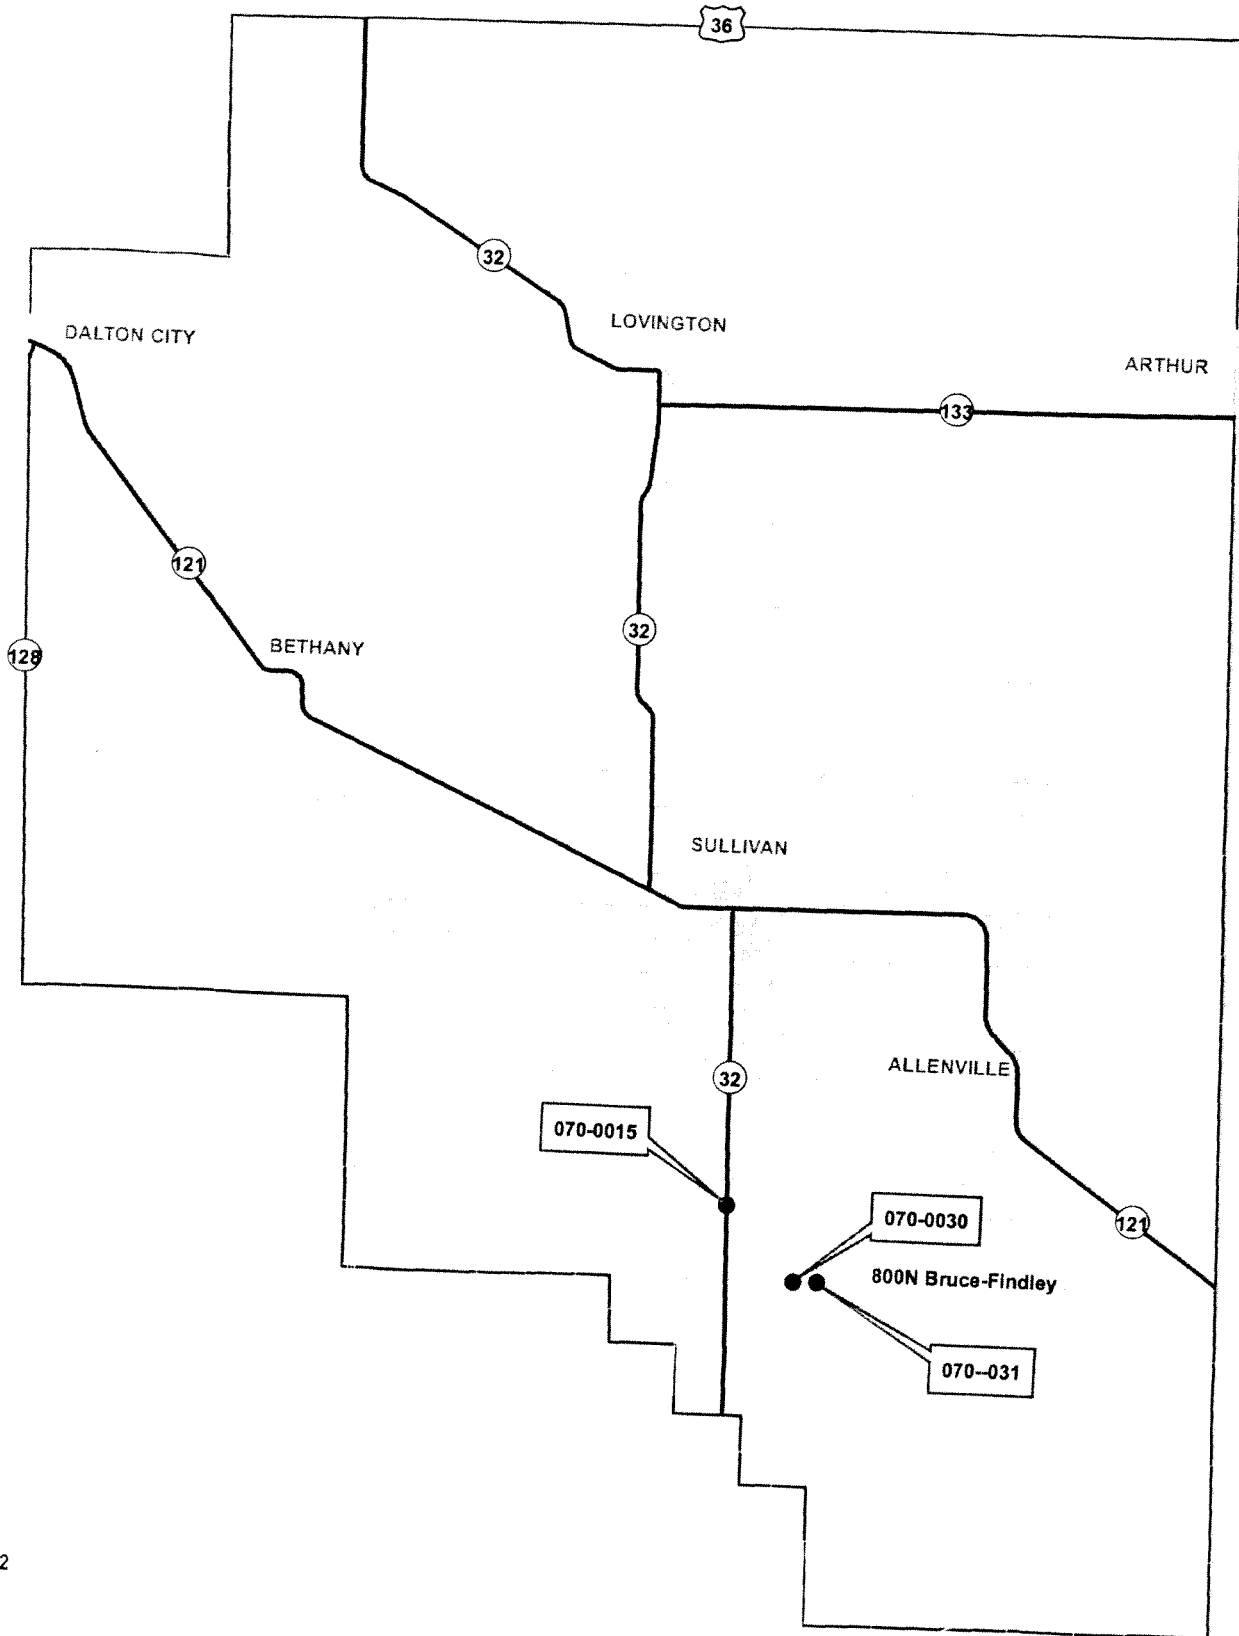 36
32
LOVINGTON
DALTON CITY
ARTHUR
133
121
32
BETHANY
128
SULLIVAN
ALLENVILLE
32
070-0015
070-0030
121
800N Bruce-Findley
070--031
2